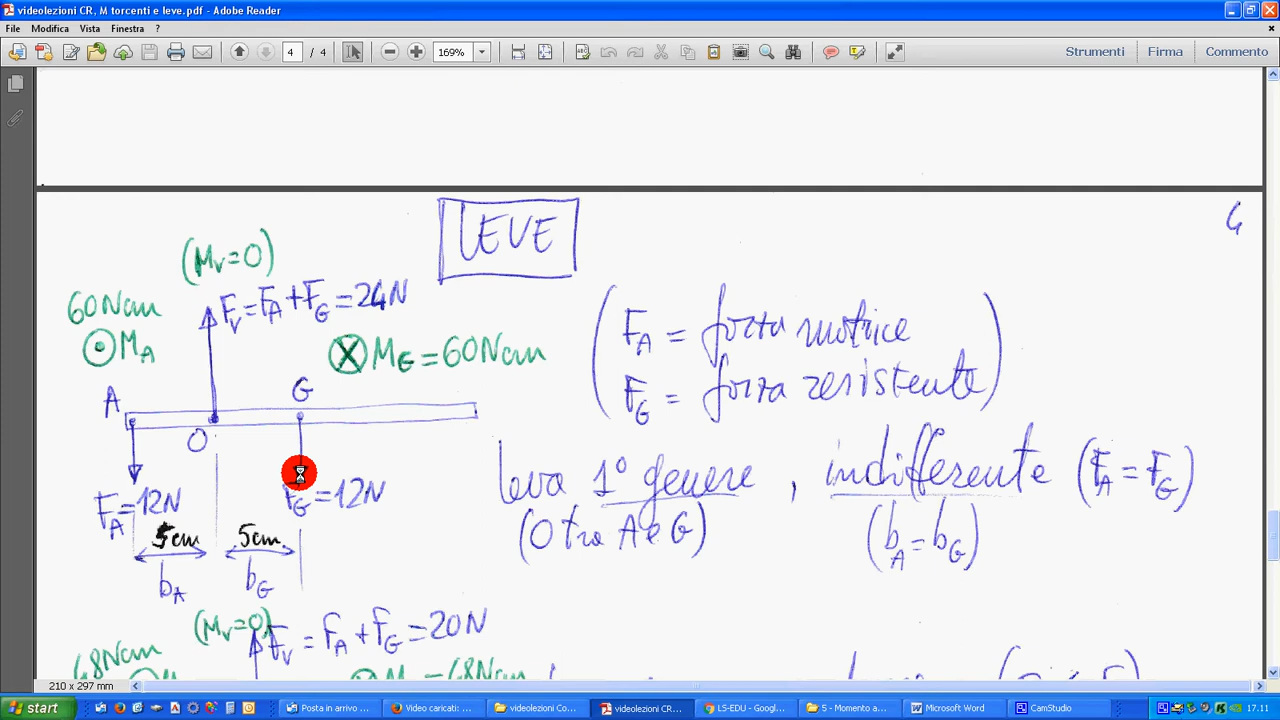 videolezioni CR, M torcenti e leve.pdf - Adobe Reader
File Modifica Vista Finestra ?
4 / 4 169% Strumenti Firma Commento
LEVE
4
(Mv=0)
60Ncm
Fv=FA+FG=24N
MA
MG=60Ncm
FA = forza motrice
FG = forza resistente
A
G
O
FA=12N
FG=12N
leva 1° genere, indifferente (FA=FG)
(O tra A e G)
(bA=bG)
5cm
5cm
bA
bG
(Mv=0)
Fv=FA+FG=20N
48Ncm
210 x 297 mm
start Posta in arrivo ... Video caricati: ... videolezioni Co... videolezioni CR... LS-EDU - Googl... 5 - Momento a... Microsoft Word CamStudio 17.11